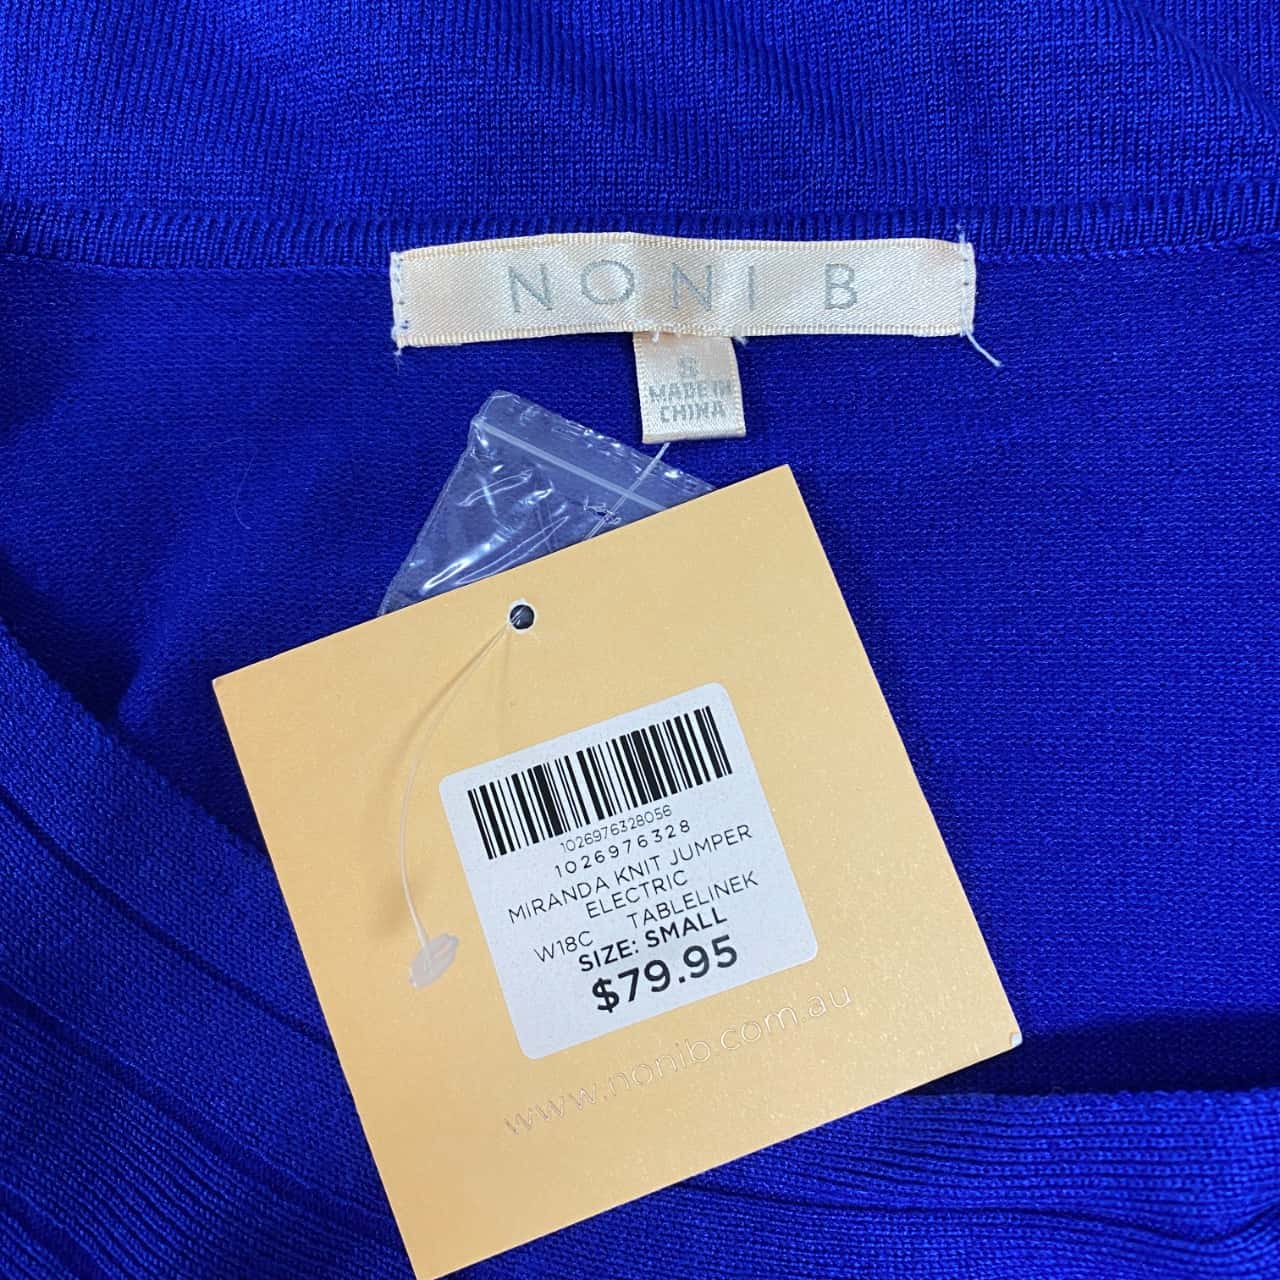 NONI B
S
MADE IN
CHINA
1026976328056
1026976328
MIRANDA KNIT JUMPER
ELECTRIC
W18C TABLELINEK
SIZE: SMALL
$79.95
www.nonib.com.au